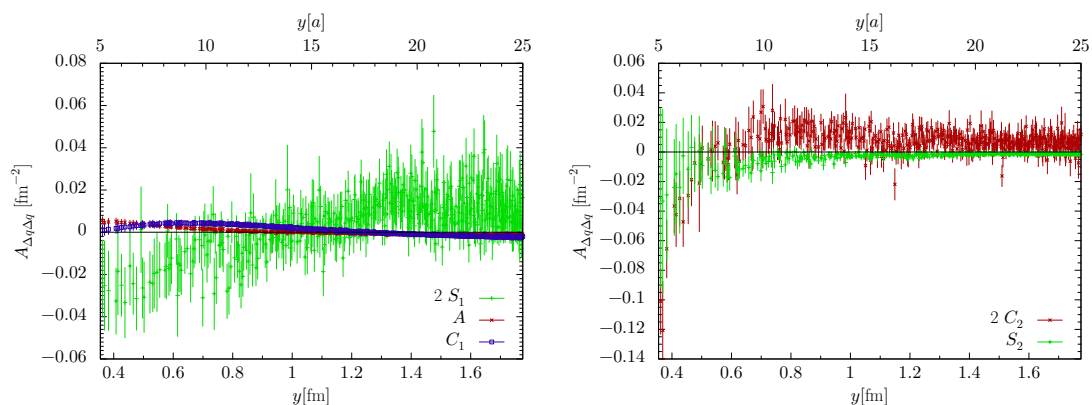 y[a]
5 10 15 20 25
0.08
0.06
0.04
0.02
0
−0.02
−0.04
−0.06
A_{ΔqΔq} [fm^{−2}]
2 S_1
A
C_1
0.4 0.6 0.8 1 1.2 1.4 1.6
y[fm]
y[a]
5 10 15 20 25
0.06
0.04
0.02
0
−0.02
−0.04
−0.06
−0.08
−0.1
−0.12
−0.14
A_{ΔqΔq} [fm^{−2}]
2 C_2
S_2
0.4 0.6 0.8 1 1.2 1.4 1.6
y[fm]